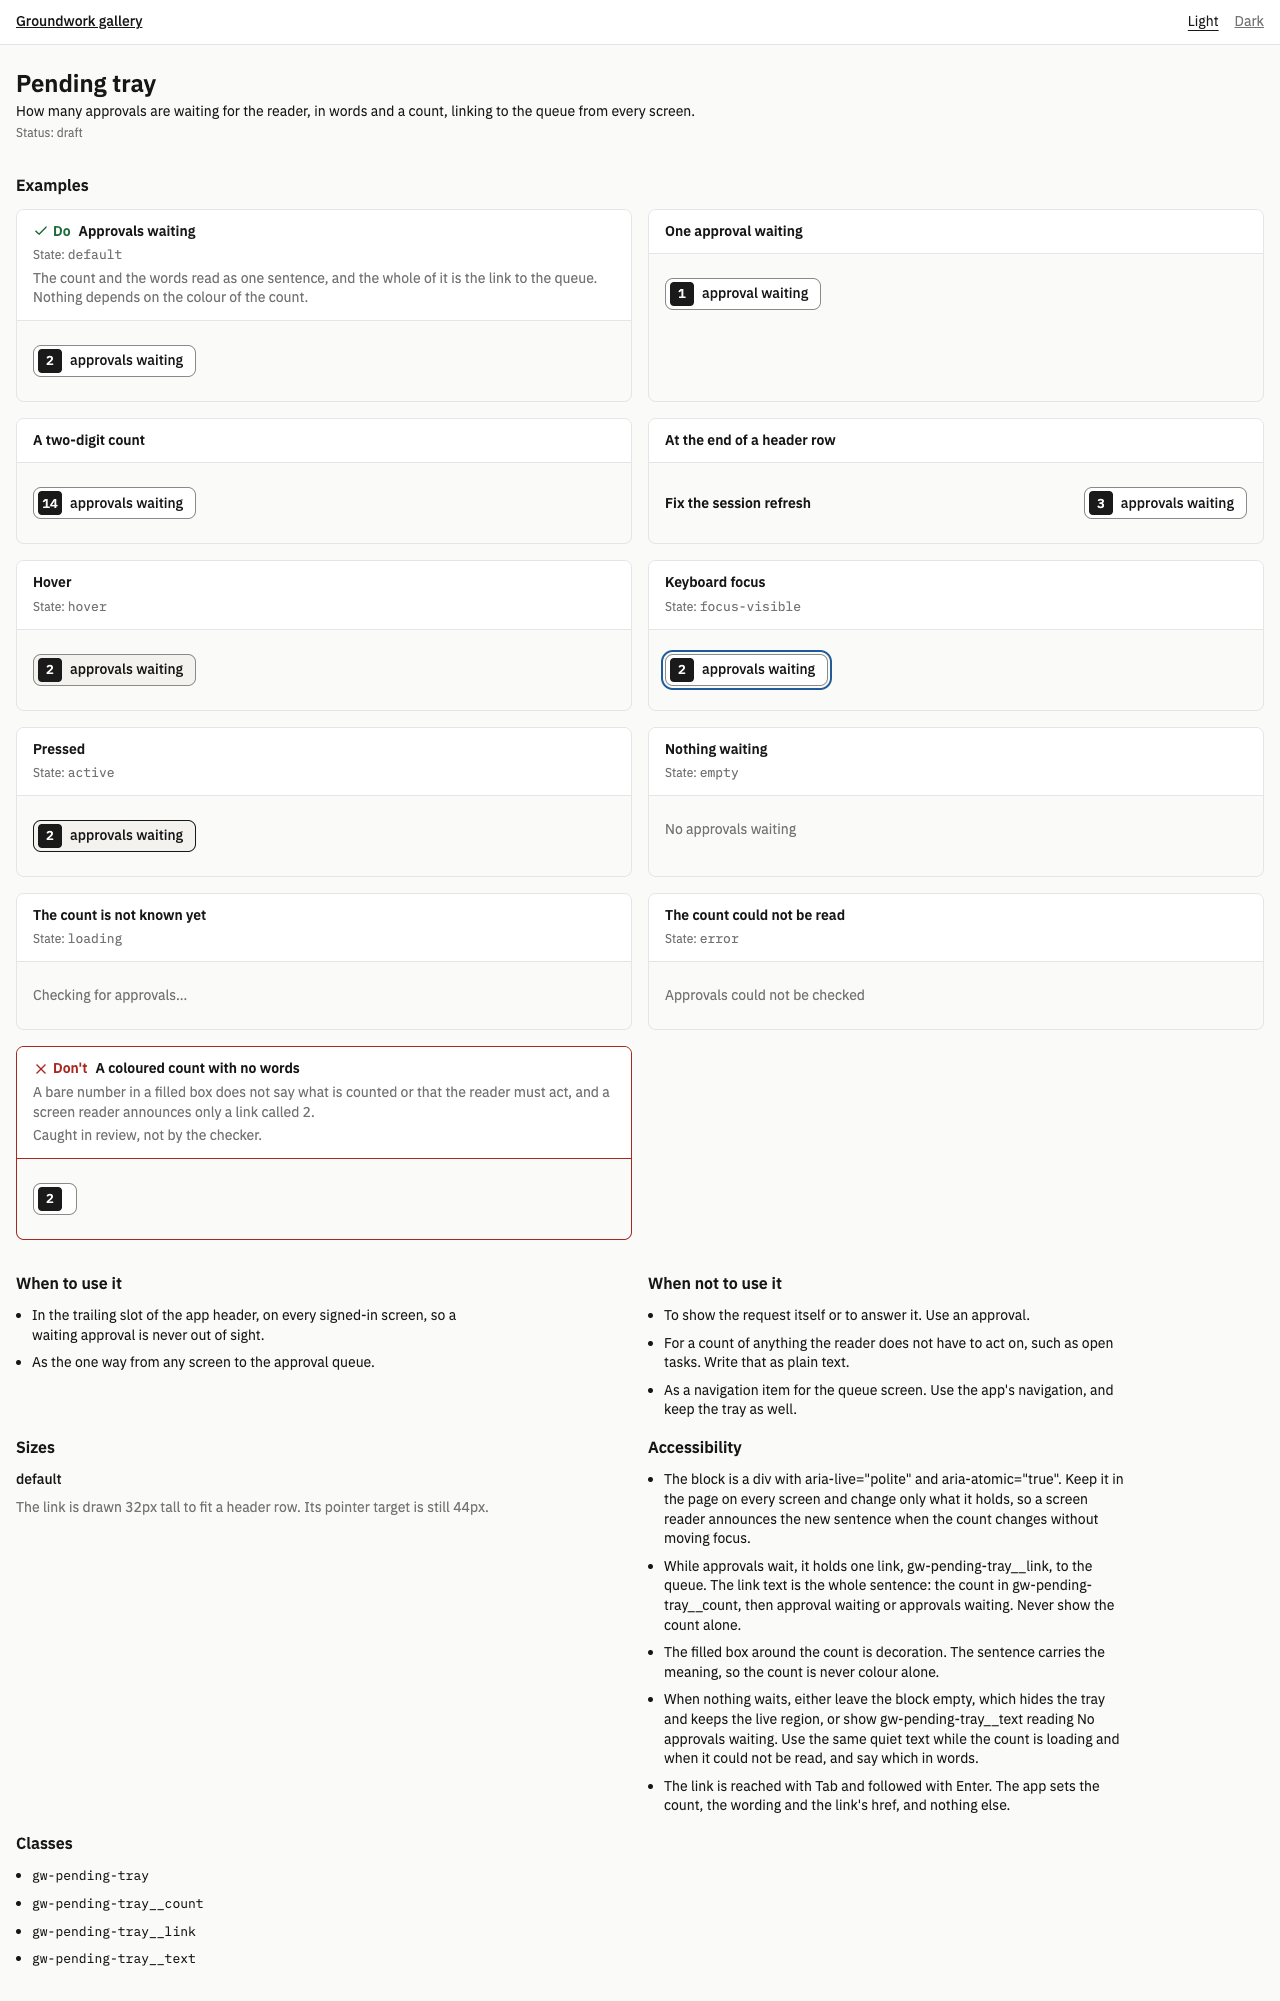 Groundwork gallery
Light Dark
Pending tray
How many approvals are waiting for the reader, in words and a count, linking to the queue from every screen.
Status: draft
Examples
Do Approvals waiting
State: default
The count and the words read as one sentence, and the whole of it is the link to the queue.
Nothing depends on the colour of the count.
2 approvals waiting
One approval waiting
1 approval waiting
A two-digit count
14 approvals waiting
At the end of a header row
Fix the session refresh
3 approvals waiting
Hover
State: hover
2 approvals waiting
Keyboard focus
State: focus-visible
2 approvals waiting
Pressed
State: active
2 approvals waiting
Nothing waiting
State: empty
No approvals waiting
The count is not known yet
State: loading
Checking for approvals…
The count could not be read
State: error
Approvals could not be checked
Don't A coloured count with no words
A bare number in a filled box does not say what is counted or that the reader must act, and a
screen reader announces only a link called 2.
Caught in review, not by the checker.
2
When to use it
In the trailing slot of the app header, on every signed-in screen, so a
waiting approval is never out of sight.
As the one way from any screen to the approval queue.
When not to use it
To show the request itself or to answer it. Use an approval.
For a count of anything the reader does not have to act on, such as open
tasks. Write that as plain text.
As a navigation item for the queue screen. Use the app's navigation, and
keep the tray as well.
Sizes
default
The link is drawn 32px tall to fit a header row. Its pointer target is still 44px.
Accessibility
The block is a div with aria-live="polite" and aria-atomic="true". Keep it in
the page on every screen and change only what it holds, so a screen
reader announces the new sentence when the count changes without
moving focus.
While approvals wait, it holds one link, gw-pending-tray__link, to the
queue. The link text is the whole sentence: the count in gw-pending-
tray__count, then approval waiting or approvals waiting. Never show the
count alone.
The filled box around the count is decoration. The sentence carries the
meaning, so the count is never colour alone.
When nothing waits, either leave the block empty, which hides the tray
and keeps the live region, or show gw-pending-tray__text reading No
approvals waiting. Use the same quiet text while the count is loading and
when it could not be read, and say which in words.
The link is reached with Tab and followed with Enter. The app sets the
count, the wording and the link's href, and nothing else.
Classes
gw-pending-tray
gw-pending-tray__count
gw-pending-tray__link
gw-pending-tray__text